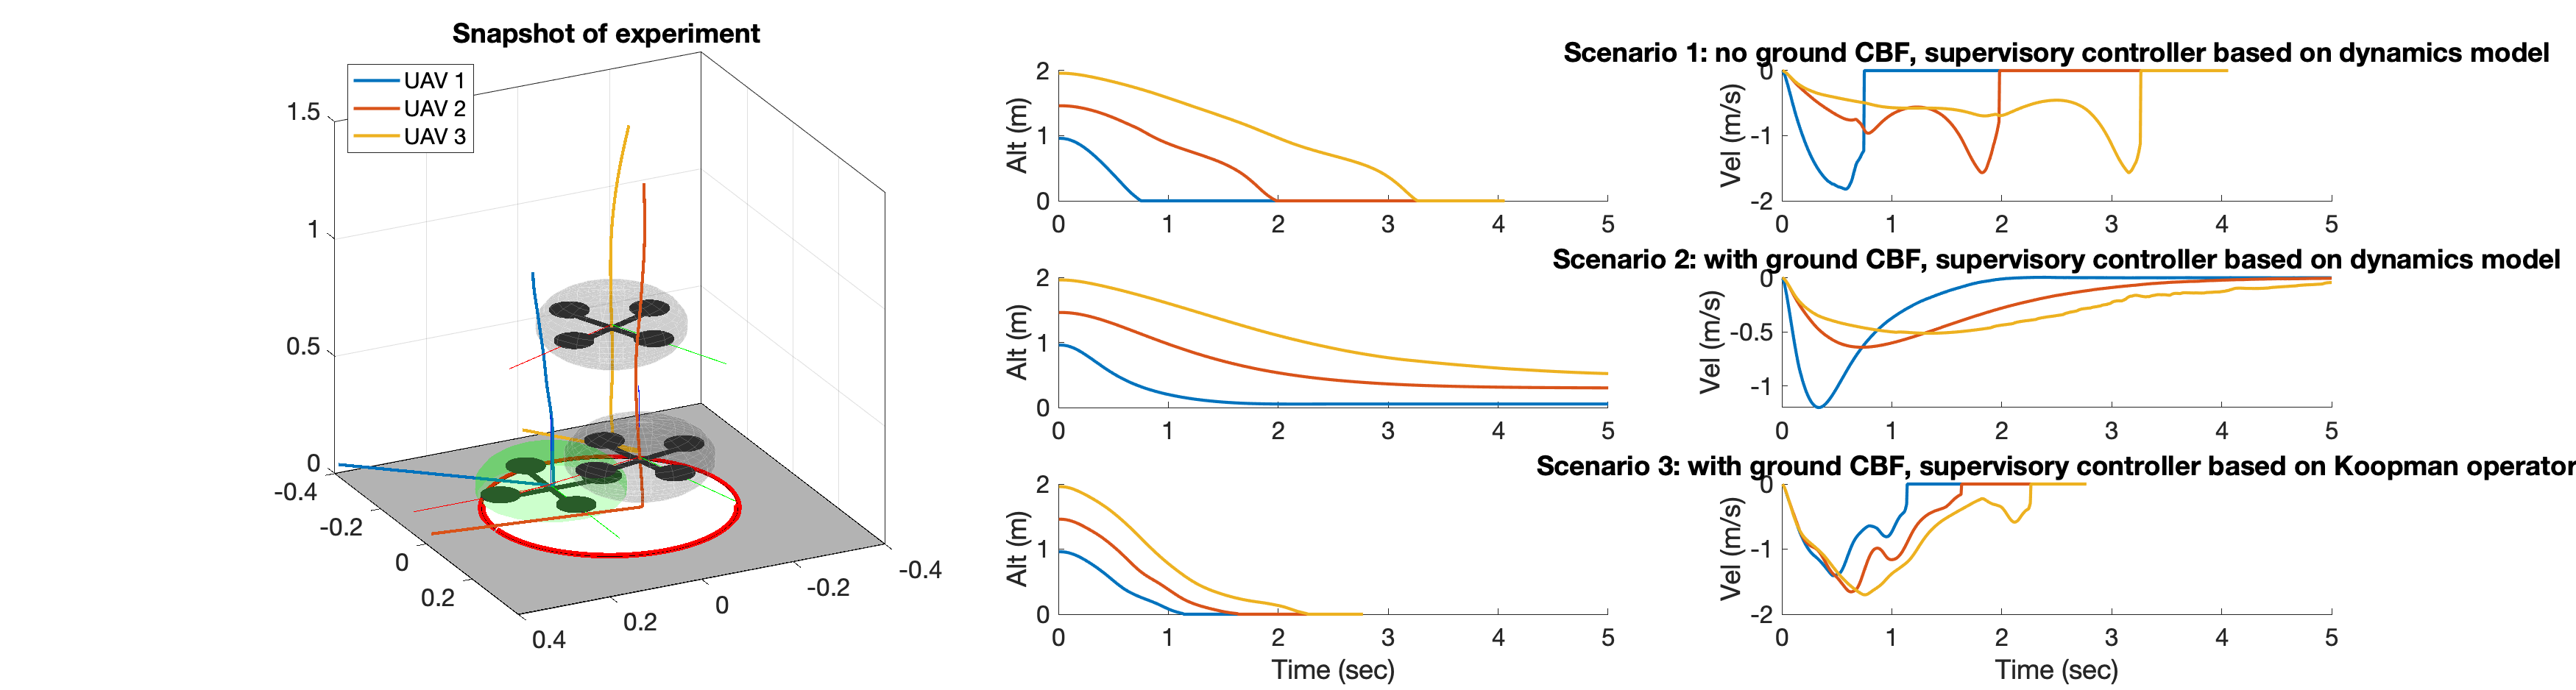 Snapshot of experiment
UAV 1
UAV 2
UAV 3
1.5
1
0.5
0
-0.4
-0.2
0
0.2
0.4
0.2
0
-0.2
-0.4
2
1
0
Alt (m)
0 1 2 3 4 5
Scenario 1: no ground CBF, supervisory controller based on dynamics model
0
-1
-2
Vel (m/s)
0 1 2 3 4 5
2
1
0
Alt (m)
0 1 2 3 4 5
Scenario 2: with ground CBF, supervisory controller based on dynamics model
0
-0.5
-1
Vel (m/s)
0 1 2 3 4 5
2
1
0
Alt (m)
0 1 2 3 4 5
Time (sec)
Scenario 3: with ground CBF, supervisory controller based on Koopman operator
0
-1
-2
Vel (m/s)
0 1 2 3 4 5
Time (sec)